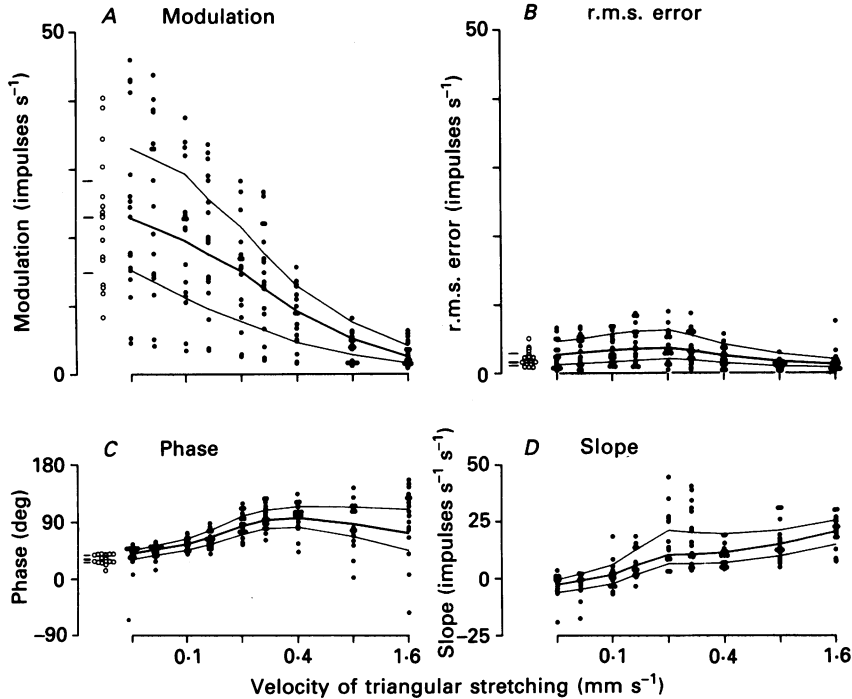 A Modulation
B r.m.s. error
50
0
Modulation (impulses s⁻¹)
50
0
r.m.s. error (impulses s⁻¹)
C Phase
D Slope
180
90
0
−90
Phase (deg)
50
25
0
−25
Slope (impulses s⁻¹ s⁻¹)
0·1 0·4 1·6
0·1 0·4 1·6
Velocity of triangular stretching (mm s⁻¹)